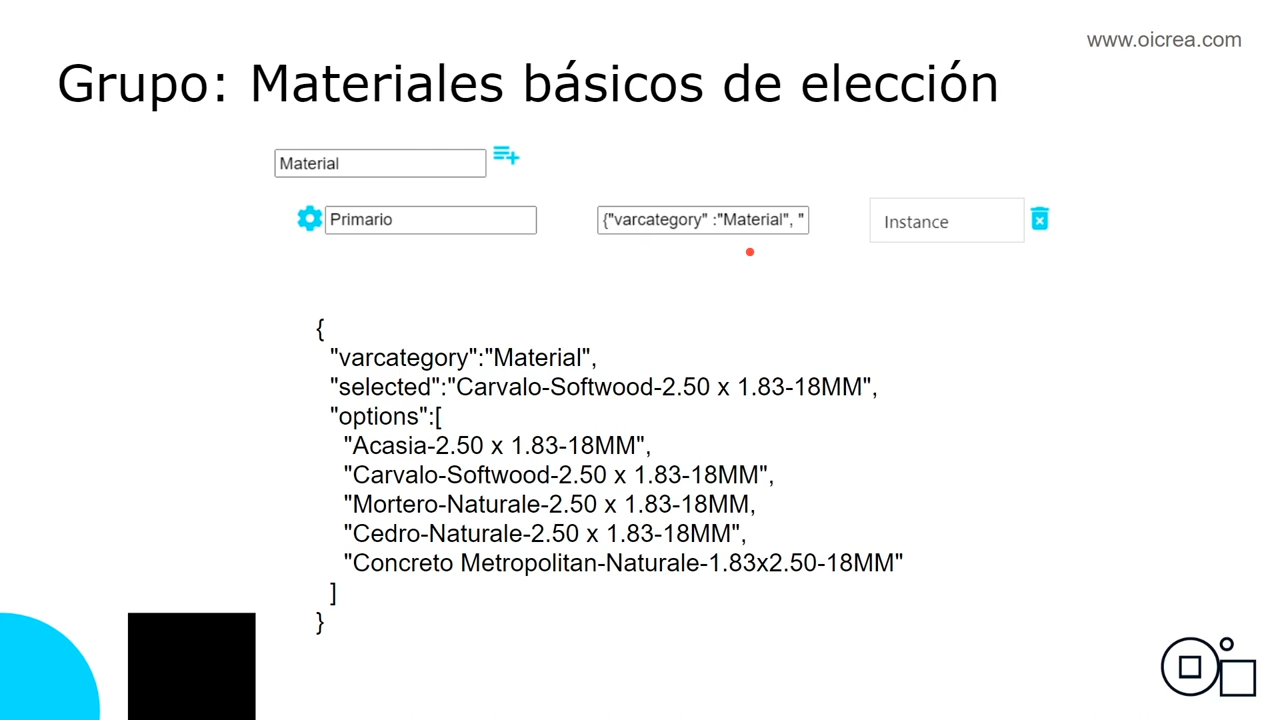 www.oicrea.com
Grupo: Materiales básicos de elección
Material
Primario
{"varcategory" :"Material", "
Instance
{
"varcategory":"Material",
"selected":"Carvalo-Softwood-2.50 x 1.83-18MM",
"options":[
"Acasia-2.50 x 1.83-18MM",
"Carvalo-Softwood-2.50 x 1.83-18MM",
"Mortero-Naturale-2.50 x 1.83-18MM,
"Cedro-Naturale-2.50 x 1.83-18MM",
"Concreto Metropolitan-Naturale-1.83x2.50-18MM"
]
}